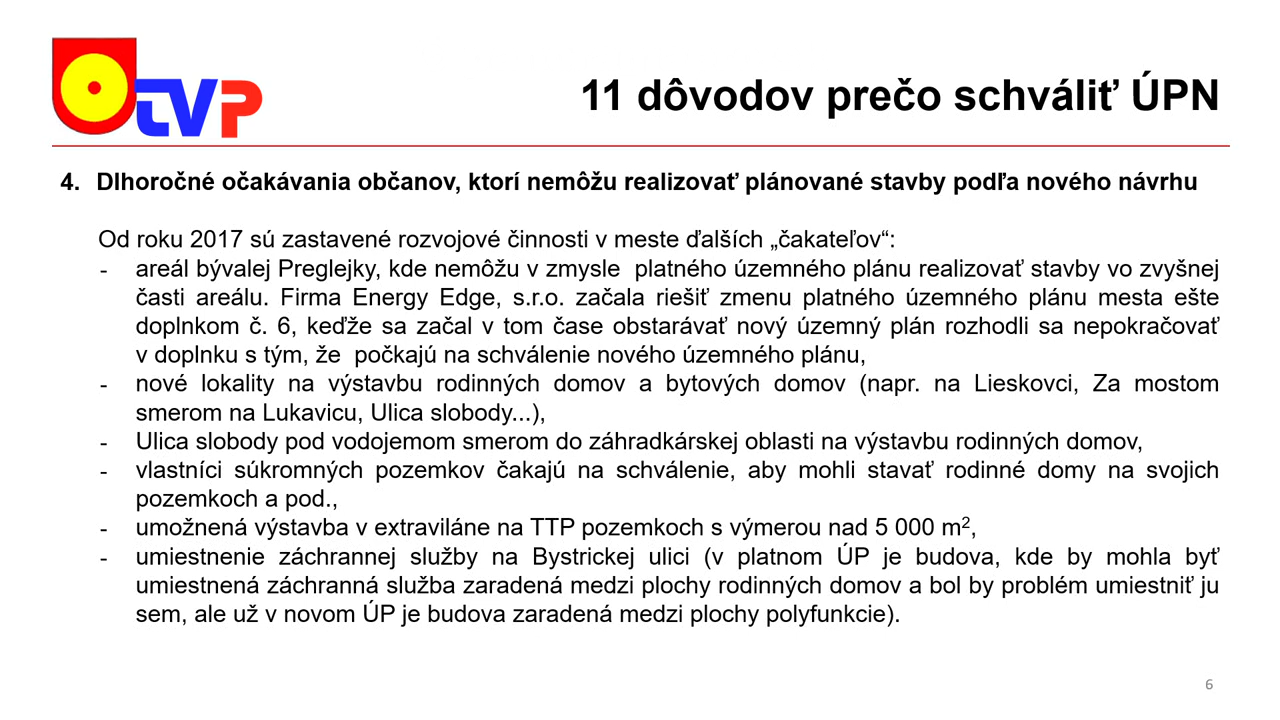 OTVP
11 dôvodov prečo schváliť ÚPN
4. Dlhoročné očakávania občanov, ktorí nemôžu realizovať plánované stavby podľa nového návrhu
Od roku 2017 sú zastavené rozvojové činnosti v meste ďalších „čakateľov“:
- areál bývalej Preglejky, kde nemôžu v zmysle platného územného plánu realizovať stavby vo zvyšnej
časti areálu. Firma Energy Edge, s.r.o. začala riešiť zmenu platného územného plánu mesta ešte
doplnkom č. 6, keďže sa začal v tom čase obstarávať nový územný plán rozhodli sa nepokračovať
v doplnku s tým, že počkajú na schválenie nového územného plánu,
- nové lokality na výstavbu rodinných domov a bytových domov (napr. na Lieskovci, Za mostom
smerom na Lukavicu, Ulica slobody...),
- Ulica slobody pod vodojemom smerom do záhradkárskej oblasti na výstavbu rodinných domov,
- vlastníci súkromných pozemkov čakajú na schválenie, aby mohli stavať rodinné domy na svojich
pozemkoch a pod.,
- umožnená výstavba v extraviláne na TTP pozemkoch s výmerou nad 5 000 m²,
- umiestnenie záchrannej služby na Bystrickej ulici (v platnom ÚP je budova, kde by mohla byť
umiestnená záchranná služba zaradená medzi plochy rodinných domov a bol by problém umiestniť ju
sem, ale už v novom ÚP je budova zaradená medzi plochy polyfunkcie).
6